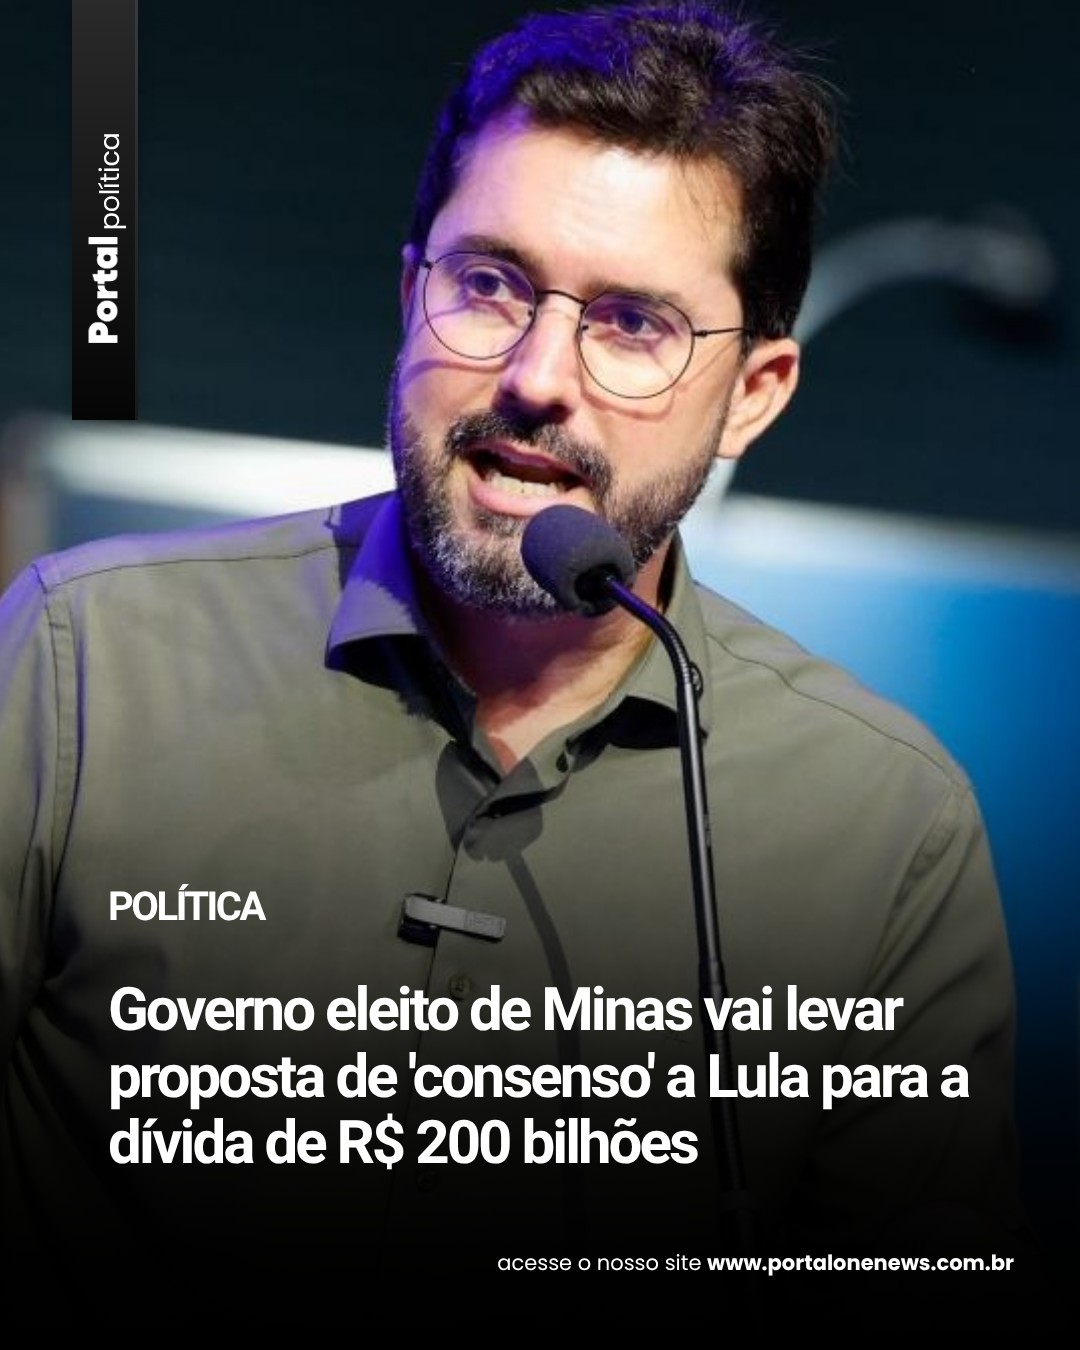 Portal política
POLÍTICA
Governo eleito de Minas vai levar
proposta de 'consenso' a Lula para a
dívida de R$ 200 bilhões
acesse o nosso site www.portalonenews.com.br